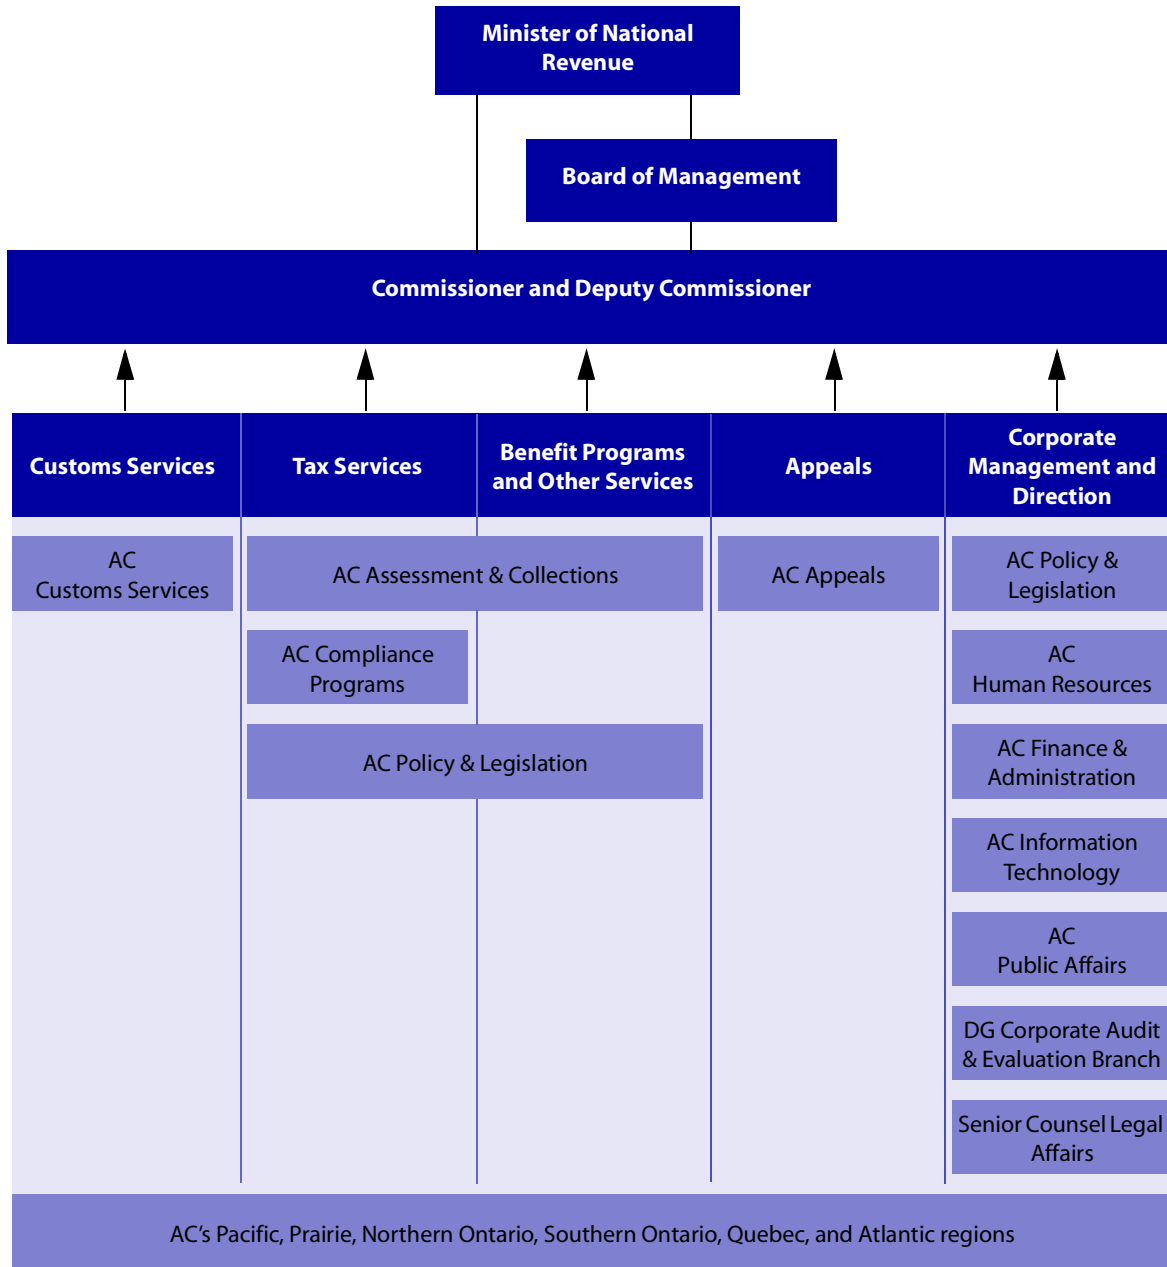 Minister of National
Revenue
Board of Management
Commissioner and Deputy Commissioner
Customs Services
Tax Services
Benefit Programs
and Other Services
Appeals
Corporate
Management and
Direction
AC
Customs Services
AC Assessment & Collections
AC Appeals
AC Policy &
Legislation
AC Compliance
Programs
AC
Human Resources
AC Policy & Legislation
AC Finance &
Administration
AC Information
Technology
AC
Public Affairs
DG Corporate Audit
& Evaluation Branch
Senior Counsel Legal
Affairs
AC's Pacific, Prairie, Northern Ontario, Southern Ontario, Quebec, and Atlantic regions